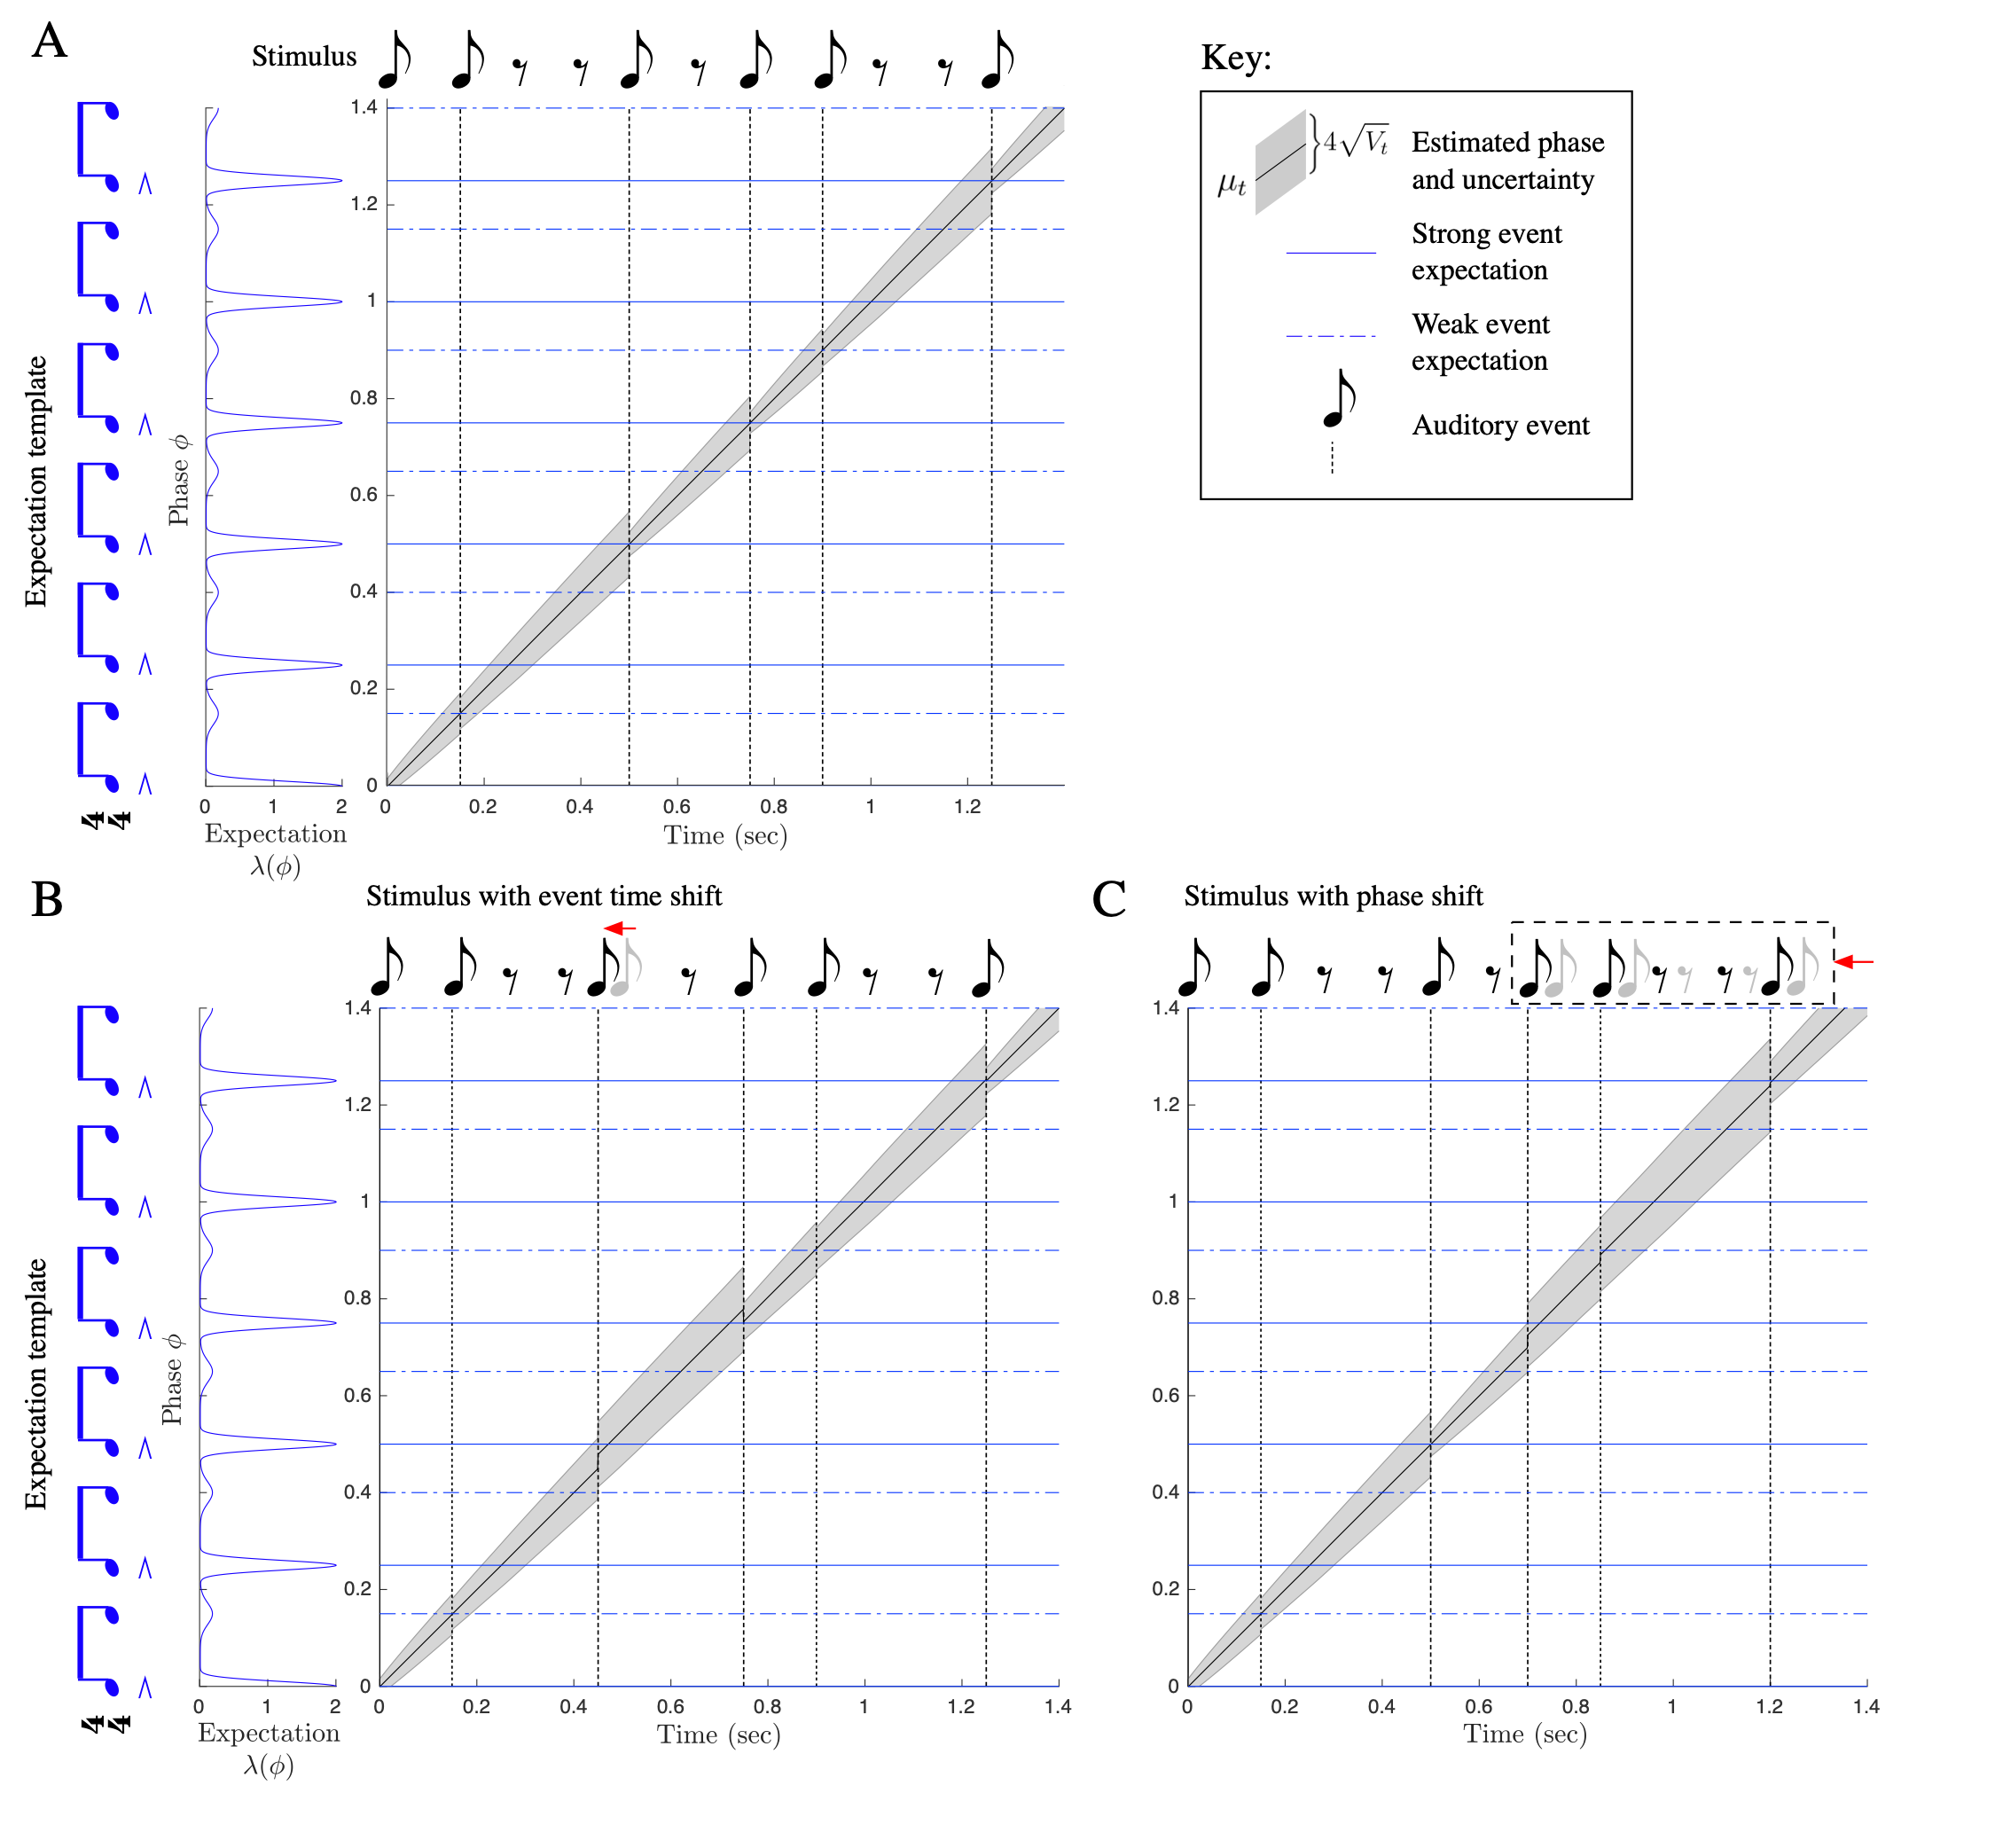 A
Stimulus
Key:
4√Vt
μt
Estimated phase
and uncertainty
Strong event
expectation
Weak event
expectation
Auditory event
Expectation template
Phase ϕ
1.4
1.2
1
0.8
0.6
0.4
0.2
0
0 1 2
Expectation
λ(ϕ)
0 0.2 0.4 0.6 0.8 1 1.2
Time (sec)
4
4
B
Stimulus with event time shift
Expectation template
Phase ϕ
1.4
1.2
1
0.8
0.6
0.4
0.2
0
0 1 2
Expectation
λ(ϕ)
0 0.2 0.4 0.6 0.8 1 1.2 1.4
Time (sec)
4
4
C
Stimulus with phase shift
1.4
1.2
1
0.8
0.6
0.4
0.2
0
0 0.2 0.4 0.6 0.8 1 1.2 1.4
Time (sec)